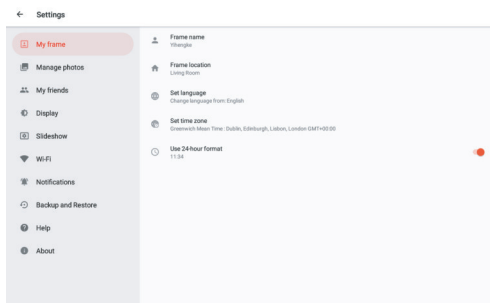 Settings
My frame
Manage photos
My friends
Display
Slideshow
Wi-Fi
Notifications
Backup and Restore
Help
About
Frame name
Yihengke
Frame location
Living Room
Set language
Change language from: English
Set time zone
Greenwich Mean Time : Dublin, Edinburgh, Lisbon, London GMT+00:00
Use 24-hour format
11:34